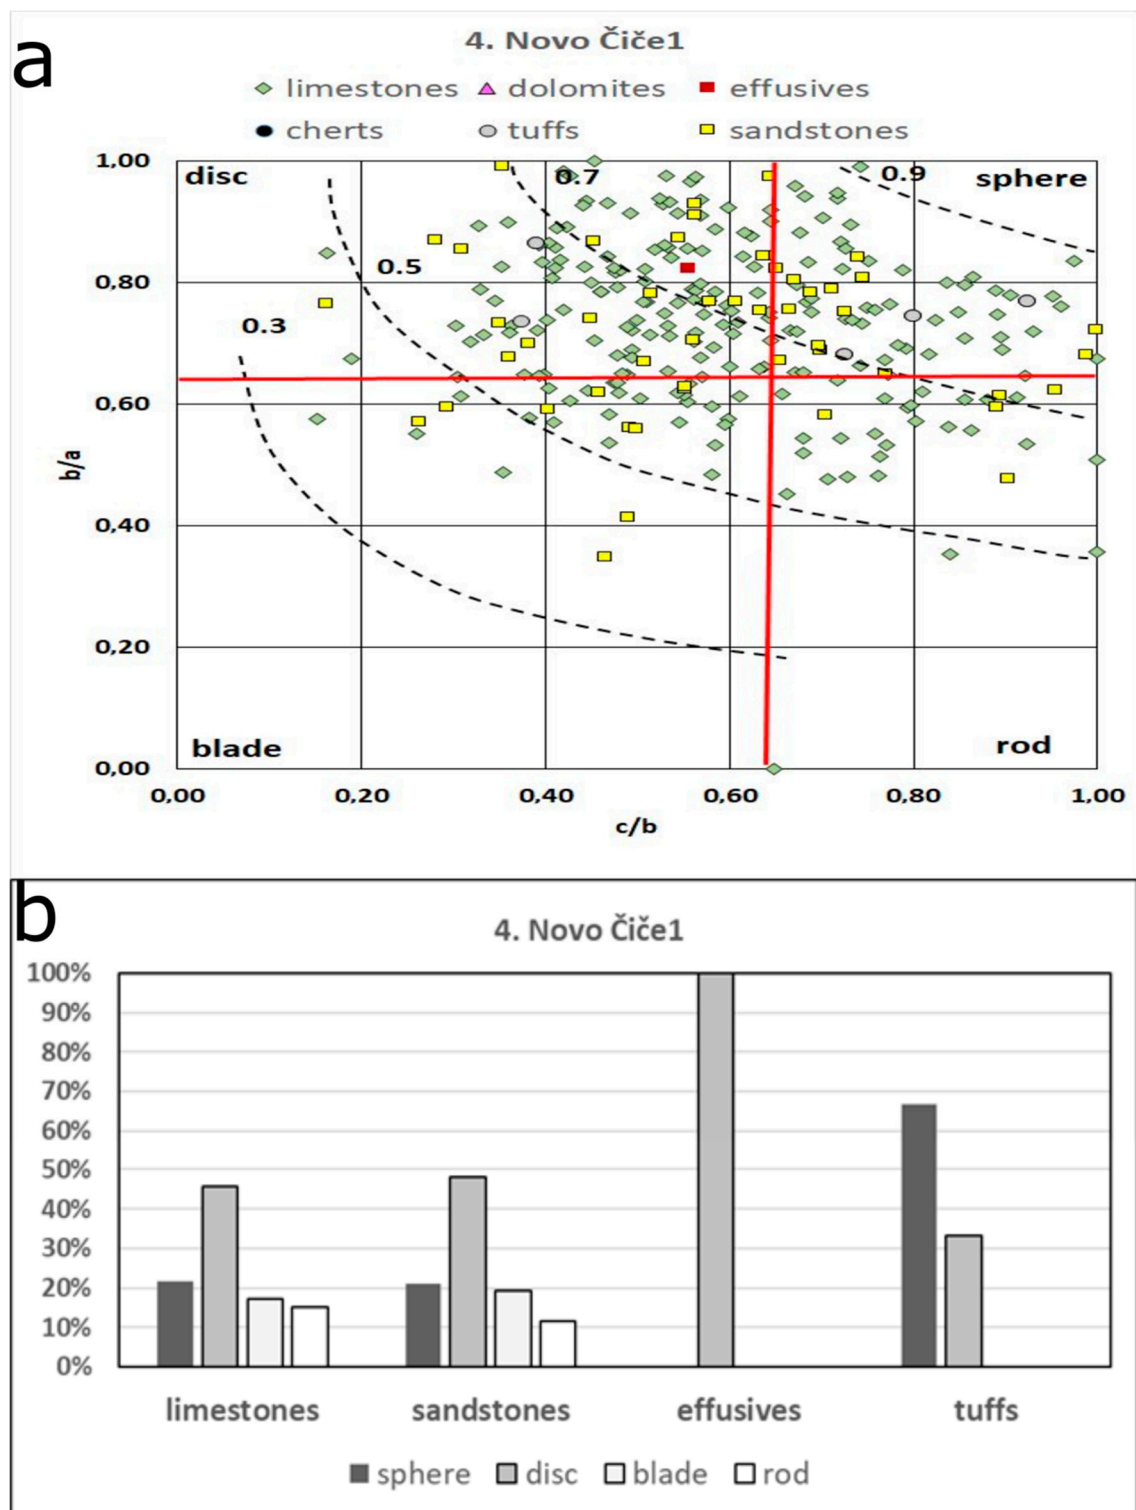 a
4. Novo Čiče1
limestones dolomites effusives
cherts tuffs sandstones
1,00
disc 0.7 0.9 sphere
0.5
0,80
0.3
0,60
b/a
0,40
0,20
blade rod
0,00
0,00 0,20 0,40 0,60 0,80 1,00
c/b
b
4. Novo Čiče1
100%
90%
80%
70%
60%
50%
40%
30%
20%
10%
0%
limestones sandstones effusives tuffs
sphere disc blade rod